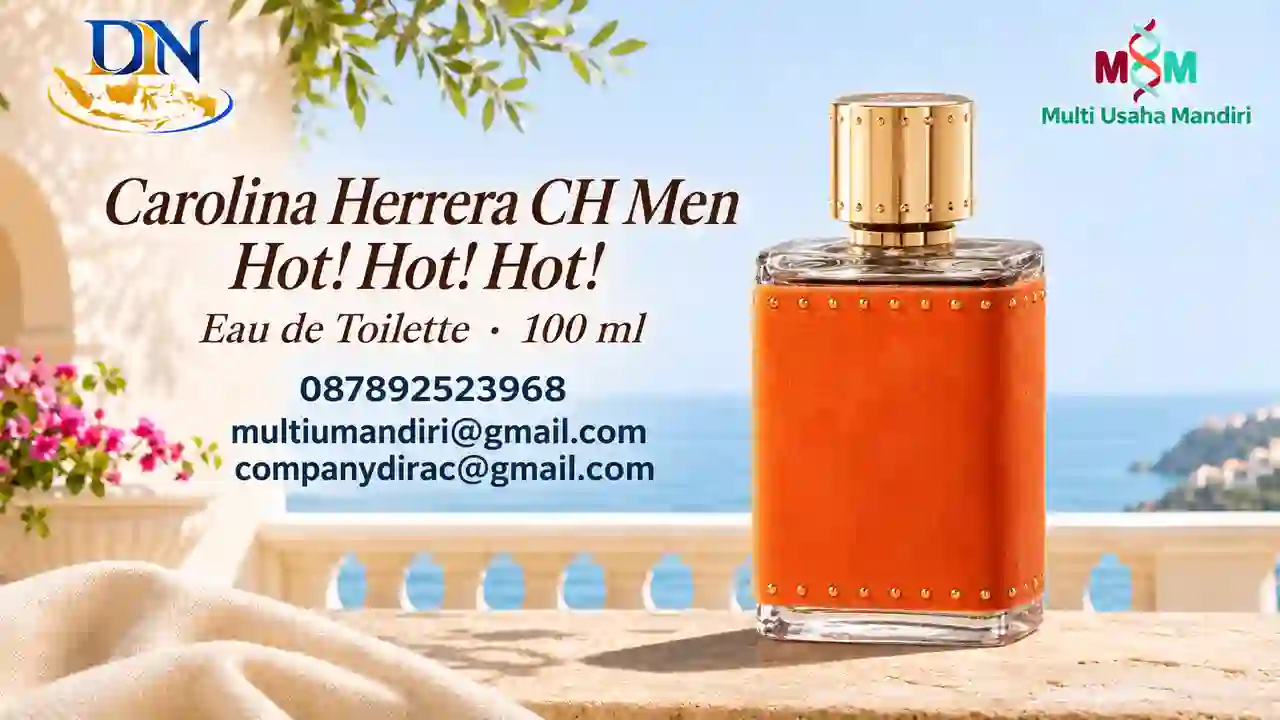 DN
M M
Multi Usaha Mandiri
Carolina Herrera CH Men
Hot! Hot! Hot!
Eau de Toilette · 100 ml
087892523968
multiumandiri@gmail.com
companydirac@gmail.com